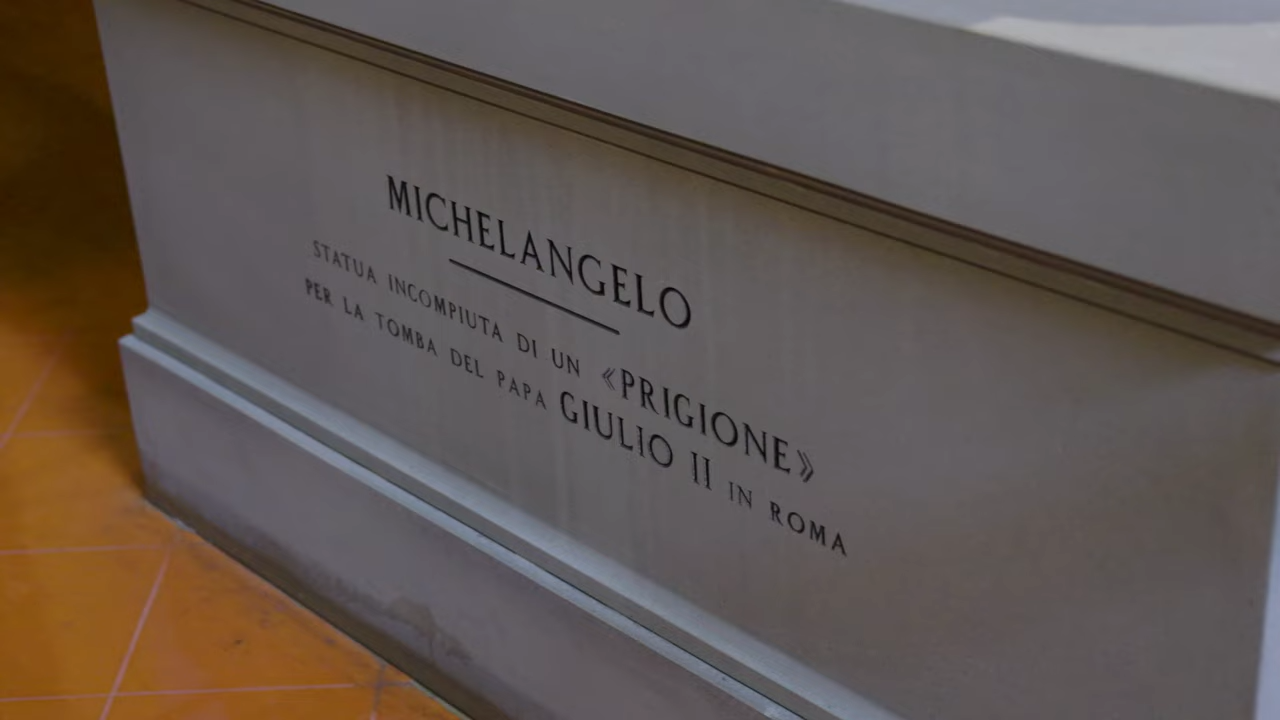 MICHELANGELO
STATUA INCOMPIUTA DI UN «PRIGIONE»
PER LA TOMBA DEL PAPA GIULIO II IN ROMA